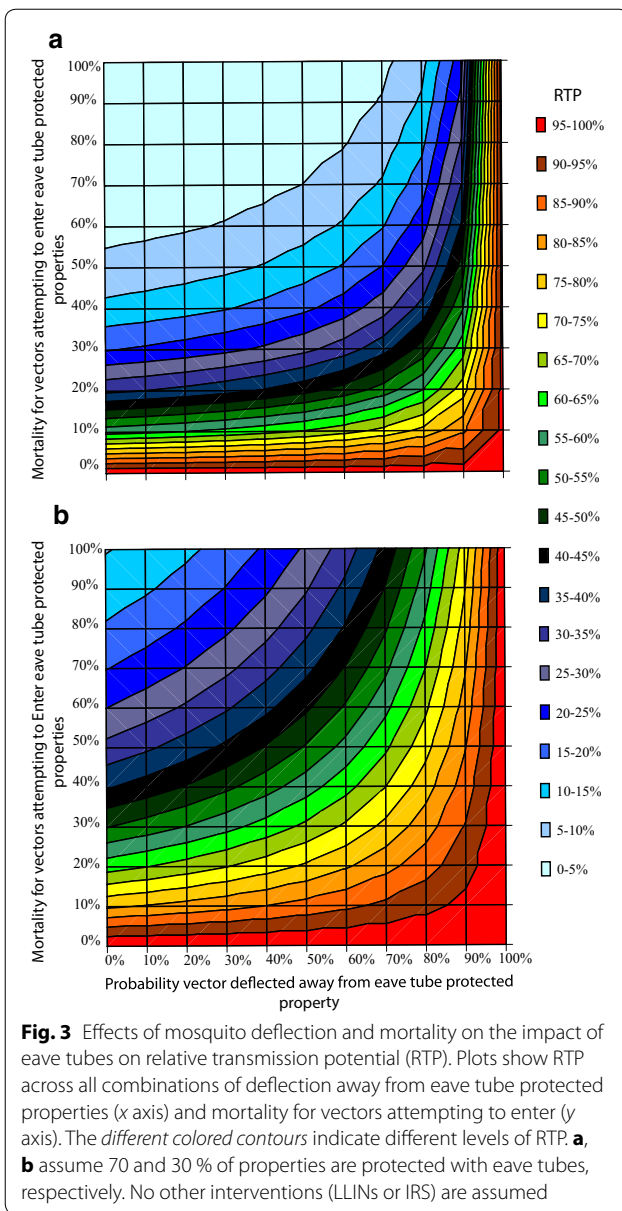 a
100%
90%
80%
70%
60%
50%
40%
30%
20%
10%
0%
Mortality for vectors attempting to enter eave tube protected
properties
RTP
95-100%
90-95%
85-90%
80-85%
75-80%
70-75%
65-70%
60-65%
55-60%
50-55%
45-50%
40-45%
35-40%
30-35%
25-30%
20-25%
15-20%
10-15%
5-10%
0-5%
b
100%
90%
80%
70%
60%
50%
40%
30%
20%
10%
0%
Mortality for vectors attempting to Enter eave tube protected
properties
0% 10% 20% 30% 40% 50% 60% 70% 80% 90% 100%
Probability vector deflected away from eave tube protected
property
Fig. 3 Effects of mosquito deflection and mortality on the impact of
eave tubes on relative transmission potential (RTP). Plots show RTP
across all combinations of deflection away from eave tube protected
properties (x axis) and mortality for vectors attempting to enter (y
axis). The different colored contours indicate different levels of RTP. a,
b assume 70 and 30 % of properties are protected with eave tubes,
respectively. No other interventions (LLINs or IRS) are assumed